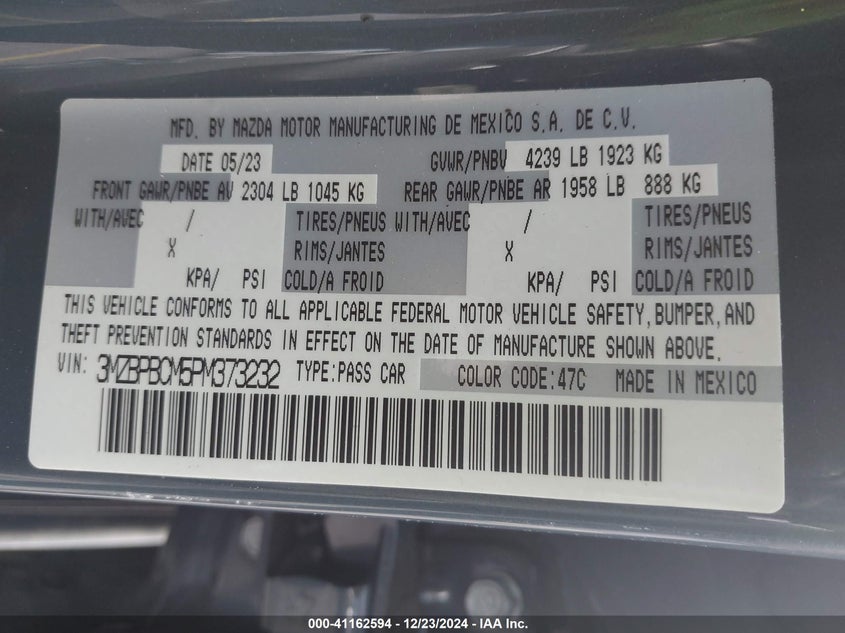 MFD. BY MAZDA MOTOR MANUFACTURING DE MEXICO S.A. DE C.V.
DATE 05/23 GVWR/PNBV 4239 LB 1923 KG
FRONT GAWR/PNBE AV 2304 LB 1045 KG REAR GAWR/PNBE AR 1958 LB 888 KG
WITH/AVEC / TIRES/PNEUS WITH/AVEC / TIRES/PNEUS
X RIMS/JANTES X RIMS/JANTES
KPA/ PSI COLD/A FROID KPA/ PSI COLD/A FROID
THIS VEHICLE CONFORMS TO ALL APPLICABLE FEDERAL MOTOR VEHICLE SAFETY, BUMPER, AND
THEFT PREVENTION STANDARDS IN EFFECT ON THE DATE OF MANUFACTURE SHOWN ABOVE.
VIN: 3MZBPBCM5PM373232 TYPE:PASS CAR COLOR CODE:47C MADE IN MEXICO
000-41162594 - 12/23/2024 - IAA Inc.